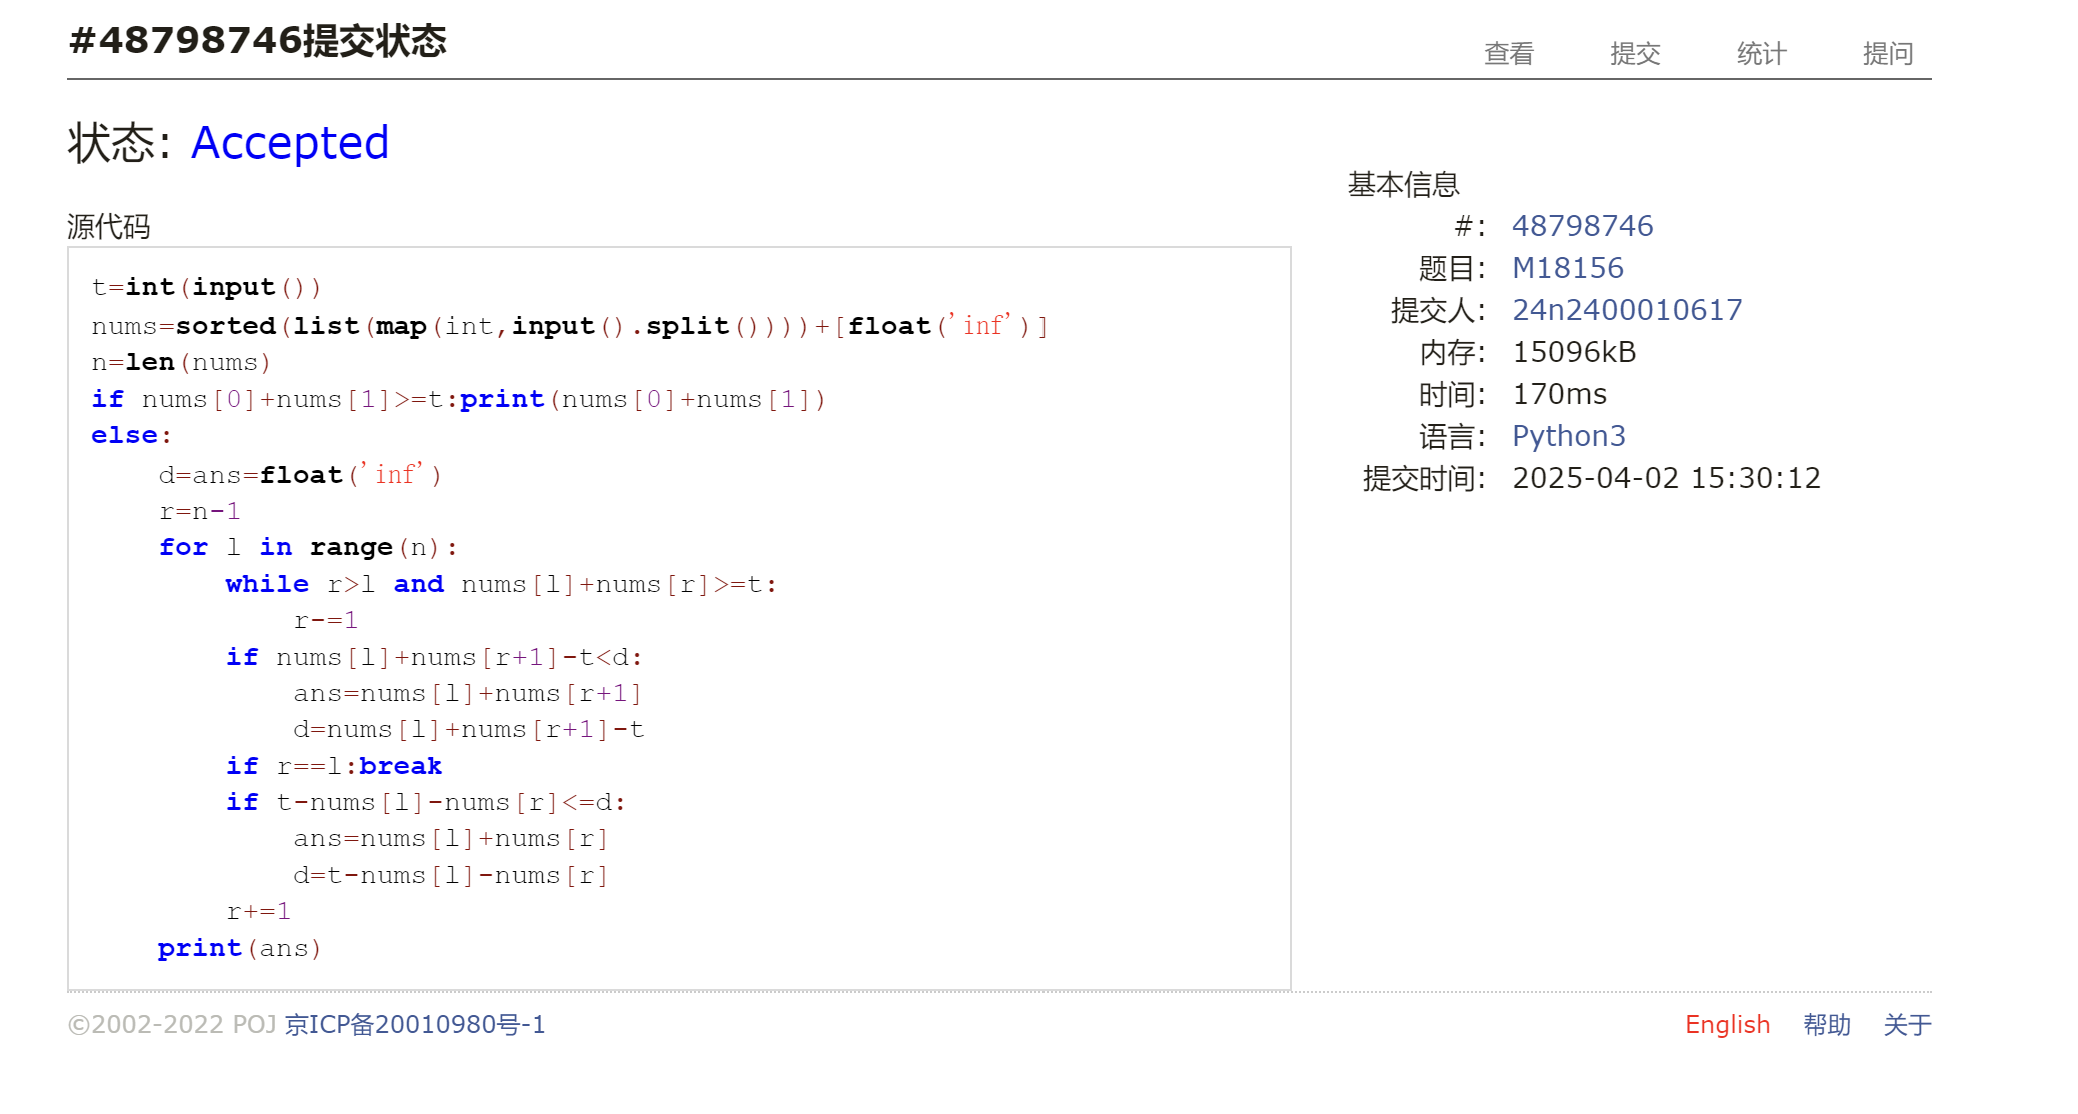 #48798746提交状态
查看 提交 统计 提问
状态: Accepted
源代码
t=int(input())
nums=sorted(list(map(int,input().split())))+[float('inf')]
n=len(nums)
if nums[0]+nums[1]>=t:print(nums[0]+nums[1])
else:
    d=ans=float('inf')
    r=n-1
    for l in range(n):
        while r>l and nums[l]+nums[r]>=t:
            r-=1
        if nums[l]+nums[r+1]-t<d:
            ans=nums[l]+nums[r+1]
            d=nums[l]+nums[r+1]-t
        if r==l:break
        if t-nums[l]-nums[r]<=d:
            ans=nums[l]+nums[r]
            d=t-nums[l]-nums[r]
        r+=1
    print(ans)
基本信息
#: 48798746
题目: M18156
提交人: 24n2400010617
内存: 15096kB
时间: 170ms
语言: Python3
提交时间: 2025-04-02 15:30:12
©2002-2022 POJ 京ICP备20010980号-1
English 帮助 关于